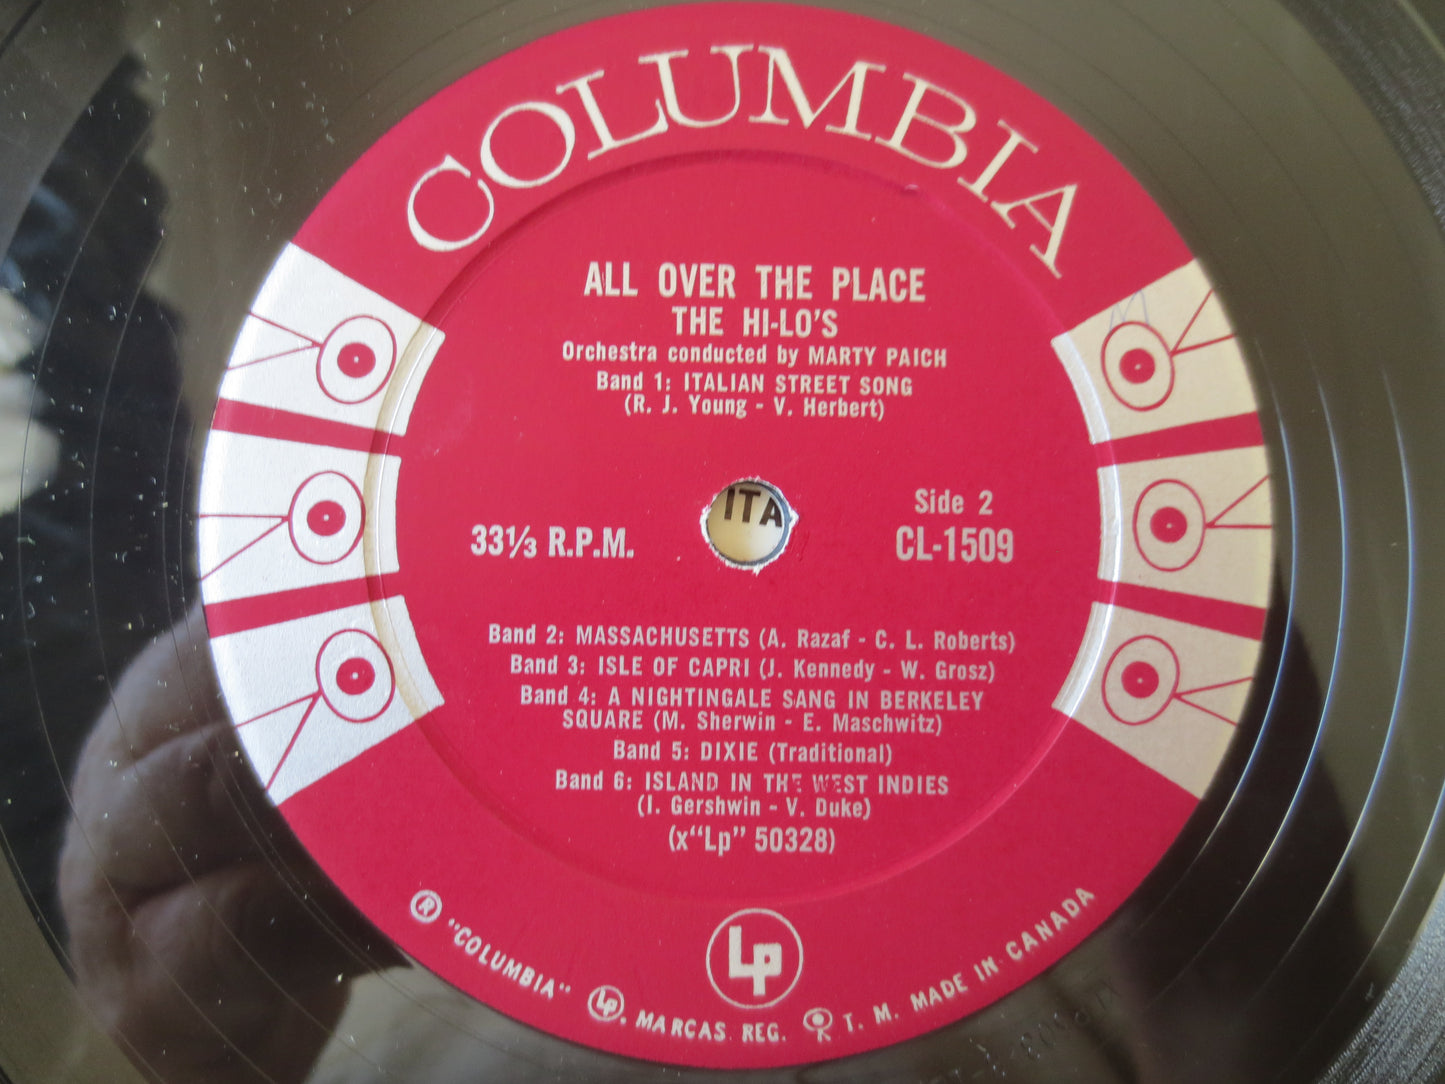 COLUMBIA
ALL OVER THE PLACE
THE HI-LO'S
Orchestra conducted by MARTY PAICH
Band 1: ITALIAN STREET SONG
(R. J. Young - V. Herbert)
ITA
Side 2
33⅓ R.P.M.
CL-1509
Band 2: MASSACHUSETTS (A. Razaf - C. L. Roberts)
Band 3: ISLE OF CAPRI (J. Kennedy - W. Grosz)
Band 4: A NIGHTINGALE SANG IN BERKELEY
SQUARE (M. Sherwin - E. Maschwitz)
Band 5: DIXIE (Traditional)
Band 6: ISLAND IN THE WEST INDIES
(I. Gershwin - V. Duke)
(x"Lp" 50328)
Lp
® "COLUMBIA" Lp. MARCAS REG. T. M. MADE IN CANADA